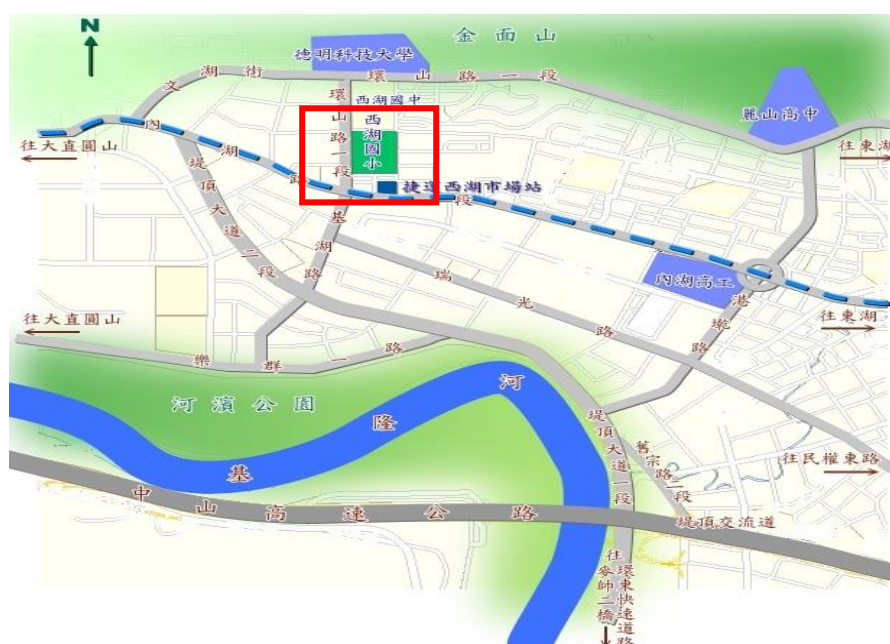 N
金面山
德明科技大學
環山路一段
文湖街
環山路一段
西湖國中
西湖國小
麗山高中
往大直圓山
往東湖
內湖路一段
捷運西湖市場站
堤頂大道二段
基湖路
瑞光路
內湖高工
港墘路
往大直圓山
往東湖
樂群一路
河濱公園
基隆河
堤頂大道一段
舊宗路二段
往民權東路
中山高速公路
堤頂交流道
往環東快速道路
麥帥二橋